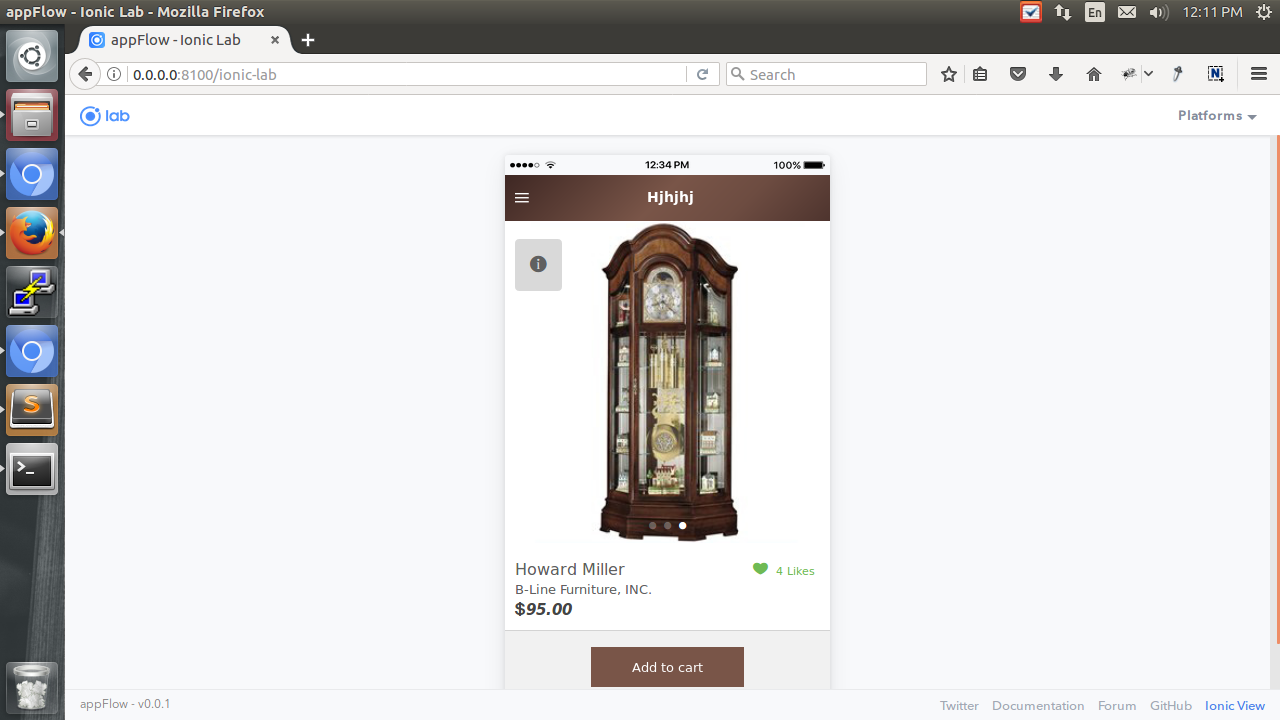 appFlow - Ionic Lab - Mozilla Firefox
En
12:11 PM
appFlow - Ionic Lab
0.0.0.0:8100/ionic-lab
Search
lab
Platforms
12:34 PM
100%
Hjhjhj
Howard Miller
4 Likes
B-Line Furniture, INC.
$95.00
Add to cart
appFlow - v0.0.1
Twitter
Documentation
Forum
GitHub
Ionic View